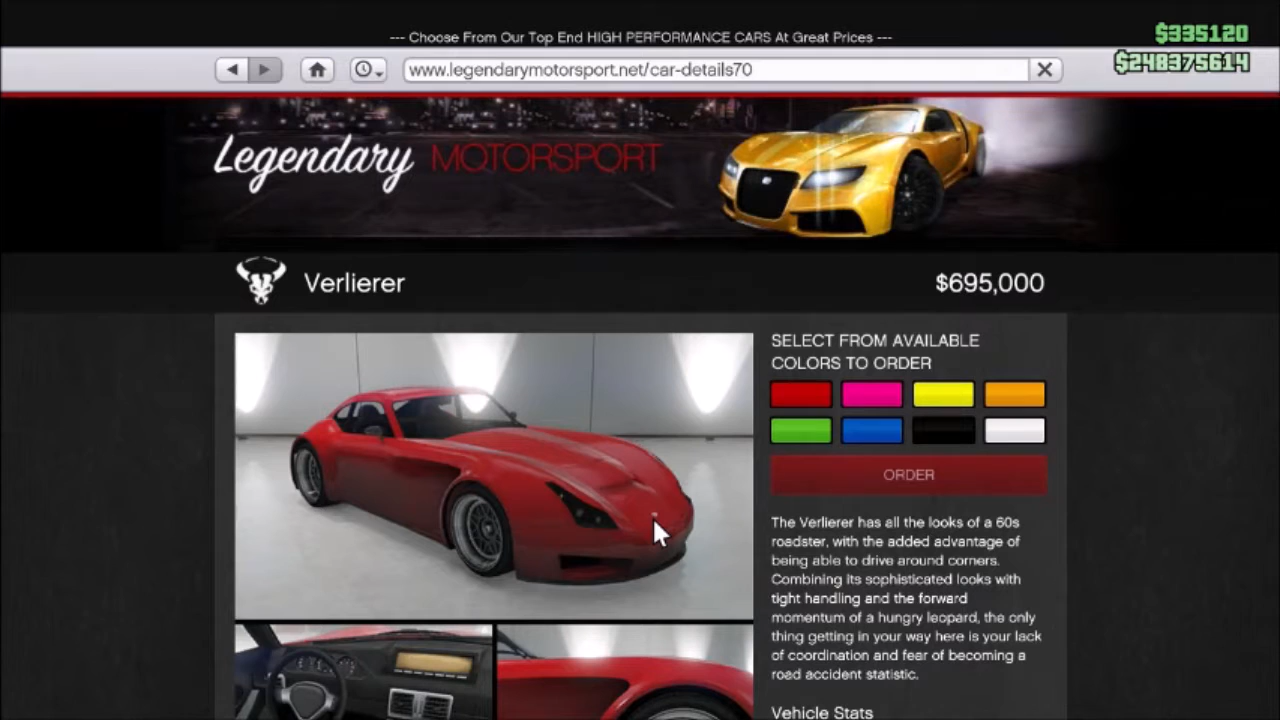 --- Choose From Our Top End HIGH PERFORMANCE CARS At Great Prices ---
$335120
$248375614
www.legendarymotorsport.net/car-details70
Legendary MOTORSPORT
Verlierer
$695,000
SELECT FROM AVAILABLE
COLORS TO ORDER
ORDER
The Verlierer has all the looks of a 60s
roadster, with the added advantage of
being able to drive around corners.
Combining its sophisticated looks with
tight handling and the forward
momentum of a hungry leopard, the only
thing getting in your way here is your lack
of coordination and fear of becoming a
road accident statistic.
Vehicle Stats